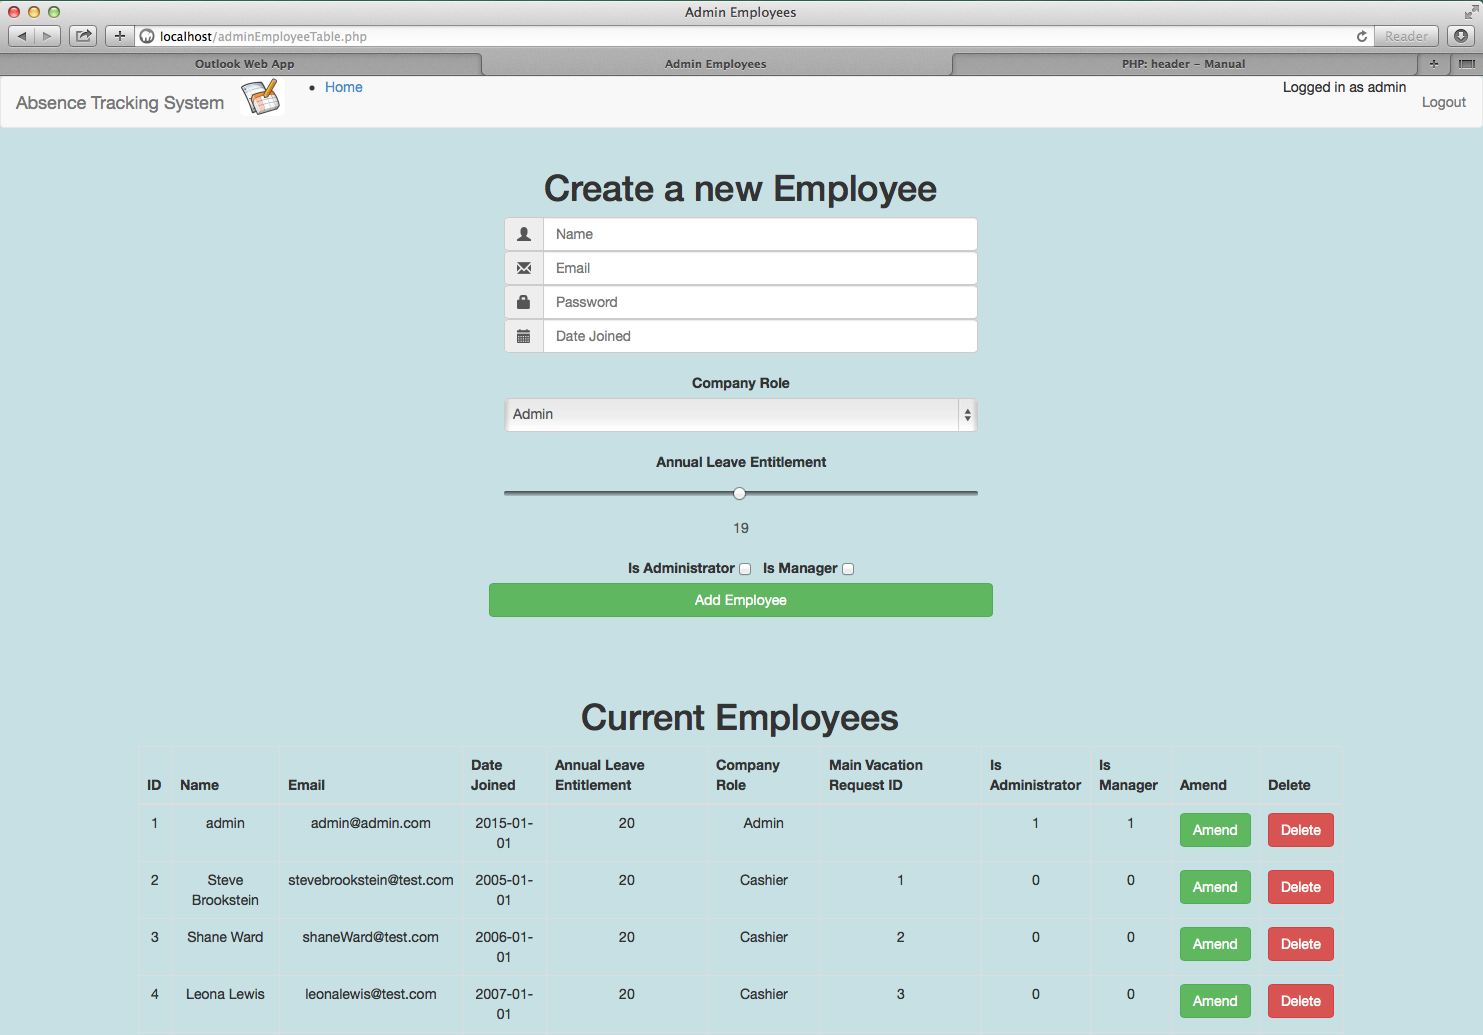 Admin Employees
localhost/adminEmployeeTable.php
Reader
Outlook Web App
Admin Employees
PHP: header – Manual
Absence Tracking System
Home
Logged in as admin
Logout
Create a new Employee
Name
Email
Password
Date Joined
Company Role
Admin
Annual Leave Entitlement
19
Is Administrator Is Manager
Add Employee
Current Employees
ID Name Email Date Joined Annual Leave Entitlement Company Role Main Vacation Request ID Is Administrator Is Manager Amend Delete
1 admin admin@admin.com 2015-01-01 20 Admin 1 1 Amend Delete
2 Steve Brookstein stevebrookstein@test.com 2005-01-01 20 Cashier 1 0 0 Amend Delete
3 Shane Ward shaneWard@test.com 2006-01-01 20 Cashier 2 0 0 Amend Delete
4 Leona Lewis leonalewis@test.com 2007-01-01 20 Cashier 3 0 0 Amend Delete